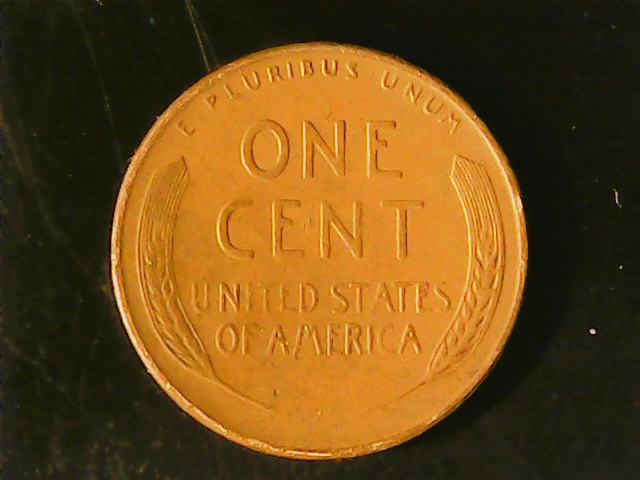 E PLURIBUS UNUM
ONE
CENT
UNITED STATES
OF AMERICA